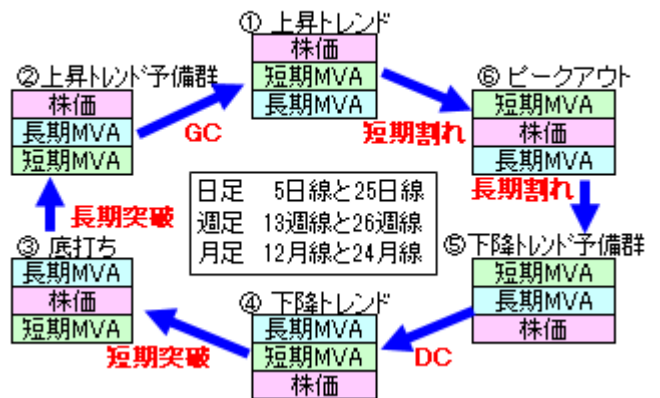 ① 上昇トレンド
株価
短期MVA
長期MVA
②上昇トレンド予備群
株価
長期MVA
短期MVA
GC
短期割れ
⑥ ピークアウト
短期MVA
株価
長期MVA
長期割れ
日足 5日線と25日線
週足 13週線と26週線
月足 12月線と24月線
長期突破
③ 底打ち
長期MVA
株価
短期MVA
短期突破
④ 下降トレンド
長期MVA
短期MVA
株価
DC
⑤下降トレンド予備群
短期MVA
長期MVA
株価